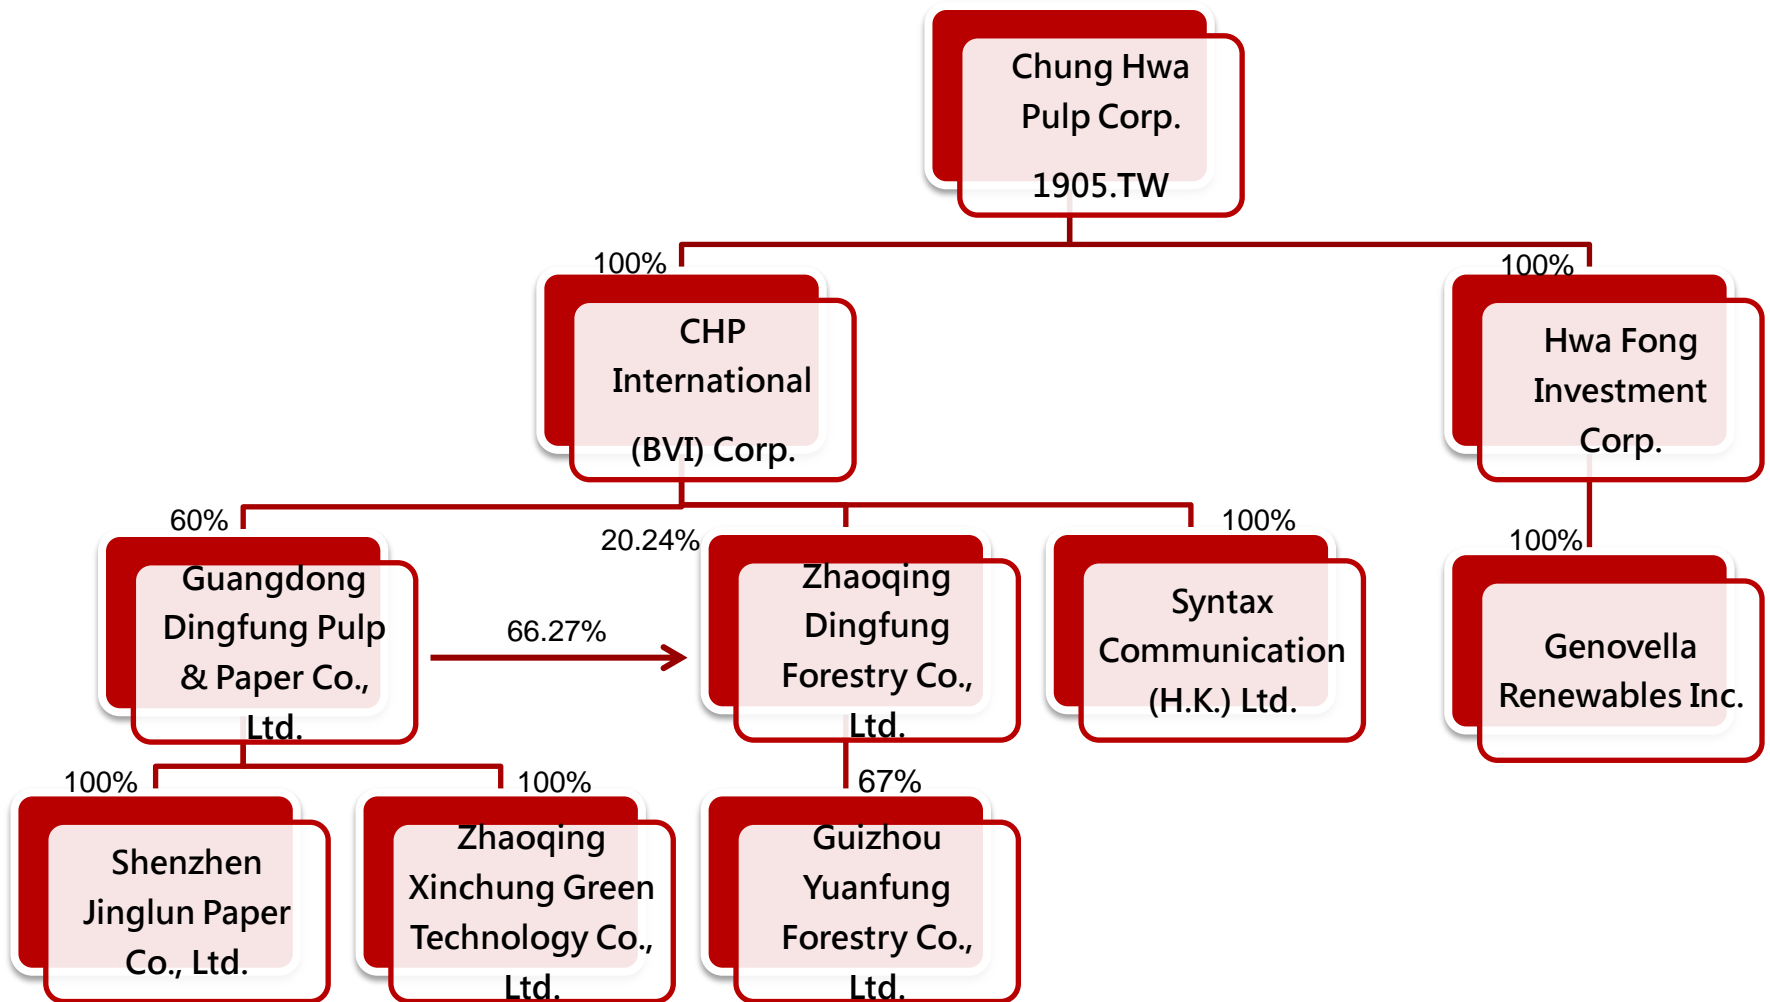 Chung Hwa
Pulp Corp.
1905.TW
100%
100%
CHP
International
(BVI) Corp.
Hwa Fong
Investment
Corp.
60%
20.24%
100%
100%
Guangdong
Dingfung Pulp
& Paper Co.,
Ltd.
66.27%
Zhaoqing
Dingfung
Forestry Co.,
Ltd.
Syntax
Communication
(H.K.) Ltd.
Genovella
Renewables Inc.
100%
100%
67%
Shenzhen
Jinglun Paper
Co., Ltd.
Zhaoqing
Xinchung Green
Technology Co.,
Ltd.
Guizhou
Yuanfung
Forestry Co.,
Ltd.